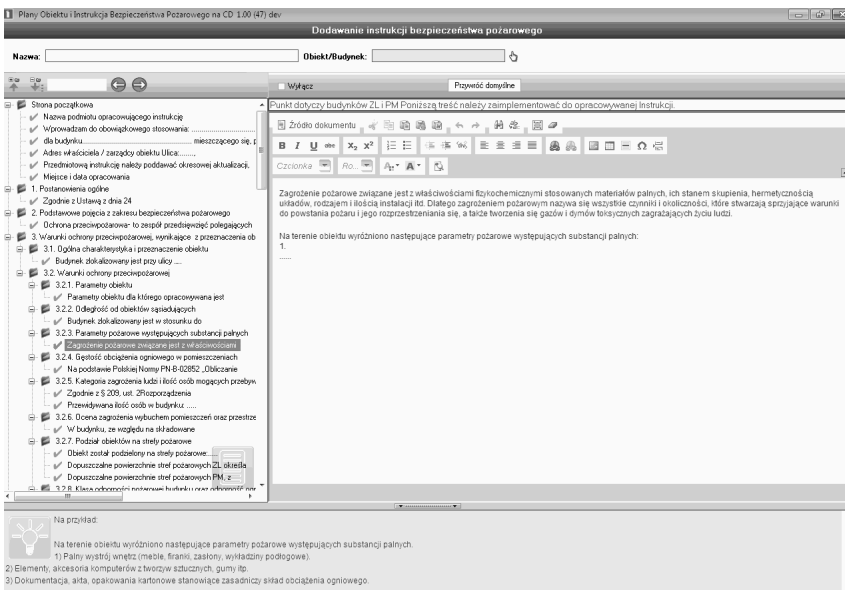 Plany Obiektu i Instrukcja Bezpieczeństwa Pożarowego na CD 1.00 (47) dev
Dodawanie instrukcji bezpieczeństwa pożarowego
Nazwa:
Obiekt/Budynek:
Wyłącz
Przywróć domyślne
Strona początkowa
Nazwa podmiotu opracowującego instrukcję
Wprowadzam do obowiązkowego stosowania: ........................
dla budynku.............................. mieszczącego się, p
Adres właściciela / zarządcy obiektu Ulica:.......,
Przedmiotową instrukcję należy poddawać okresowej aktualizacji,
Miejsce i data opracowania
1. Postanowienia ogólne
Zgodnie z Ustawą z dnia 24
2. Podstawowe pojęcia z zakresu bezpieczeństwa pożarowego
Ochrona przeciwpożarowa- to zespół przedsięwzięć polegających
3. Warunki ochrony przeciwpożarowej, wynikające z przeznaczenia ob
3.1. Ogólna charakterystyka i przeznaczenie obiektu
Budynek zlokalizowany jest przy ulicy ....
3.2. Warunki ochrony przeciwpożarowej
3.2.1. Parametry obiektu
Parametry obiektu dla którego opracowywana jest
3.2.2. Odległość od obiektów sąsiadujących
Budynek zlokalizowany jest w stosunku do
3.2.3. Parametry pożarowe występujących substancji palnych
Zagrożenie pożarowe związane jest z właściwościami
3.2.4. Gęstość obciążenia ogniowego w pomieszczeniach
Na podstawie Polskiej Normy PN-B-02852 „Obliczanie
3.2.5. Kategoria zagrożenia ludzi i ilość osób mogących przebyw
Zgodnie z § 209, ust. 2Rozporządzenia
Przewidywana ilość osób w budynku: .....
3.2.6. Ocena zagrożenia wybuchem pomieszczeń oraz przestrze
W budynku, ze względu na składowane
3.2.7. Podział obiektów na strefy pożarowe
Obiekt został podzielony na strefy pożarowe:.....
Dopuszczalne powierzchnie stref pożarowych ZL określa
Dopuszczalne powierzchnie stref pożarowych PM, z
3.2.8. Klasa odporności pożarowej budynku oraz odporność ogr
Punkt dotyczy budynków ZL i PM Poniższą treść należy zaimplementować do opracowywanej Instrukcji.
Źródło dokumentu
B I U abc x₂ x²
Czcionka Ro...
Zagrożenie pożarowe związane jest z właściwościami fizykochemicznymi stosowanych materiałów palnych, ich stanem skupienia, hermetycznością
układów, rodzajem i ilością instalacji itd. Dlatego zagrożeniem pożarowym nazywa się wszystkie czynniki i okoliczności, które stwarzają sprzyjające warunki
do powstania pożaru i jego rozprzestrzeniania się, a także tworzenia się gazów i dymów toksycznych zagrażających życiu ludzi.
Na terenie obiektu wyróżniono następujące parametry pożarowe występujących substancji palnych:
1.
......
Na przykład:
Na terenie obiektu wyróżniono następujące parametry pożarowe występujących substancji palnych.
1) Palny wystrój wnętrz (meble, firanki, zasłony, wykładziny podłogowe).
2) Elementy, akcesoria komputerów z tworzyw sztucznych, gumy itp.
3) Dokumentacja, akta, opakowania kartonowe stanowiące zasadniczy skład obciążenia ogniowego.